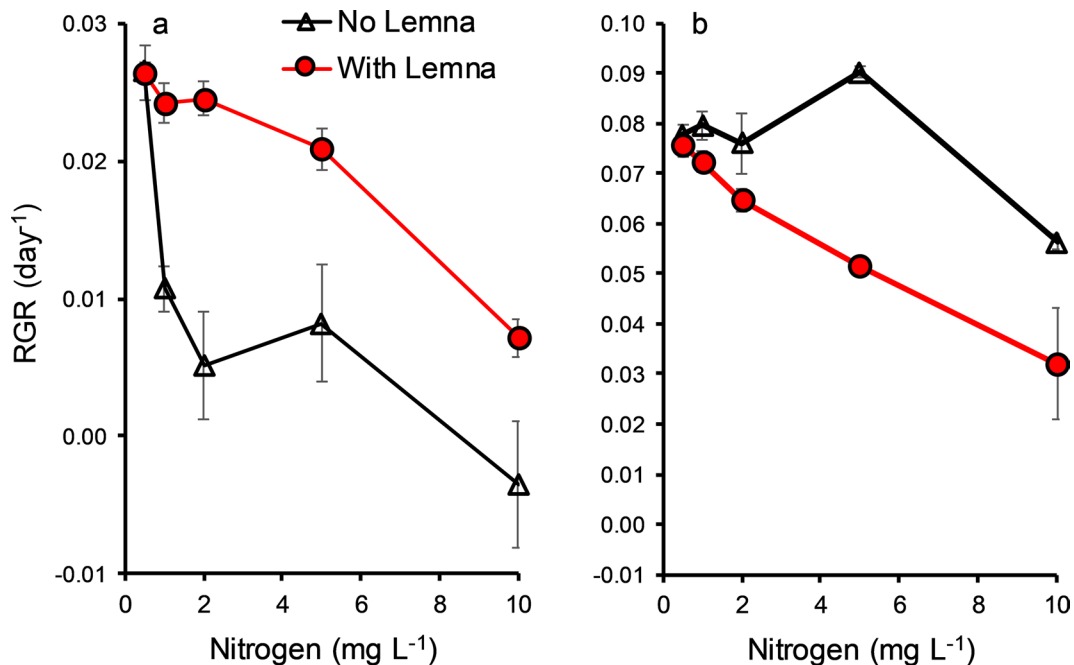 a
No Lemna
With Lemna
RGR (day-1)
0.03
0.02
0.01
0.00
-0.01
0 2 4 6 8 10
Nitrogen (mg L-1)
b
0.10
0.09
0.08
0.07
0.06
0.05
0.04
0.03
0.02
0.01
0.00
-0.01
0 2 4 6 8 10
Nitrogen (mg L-1)